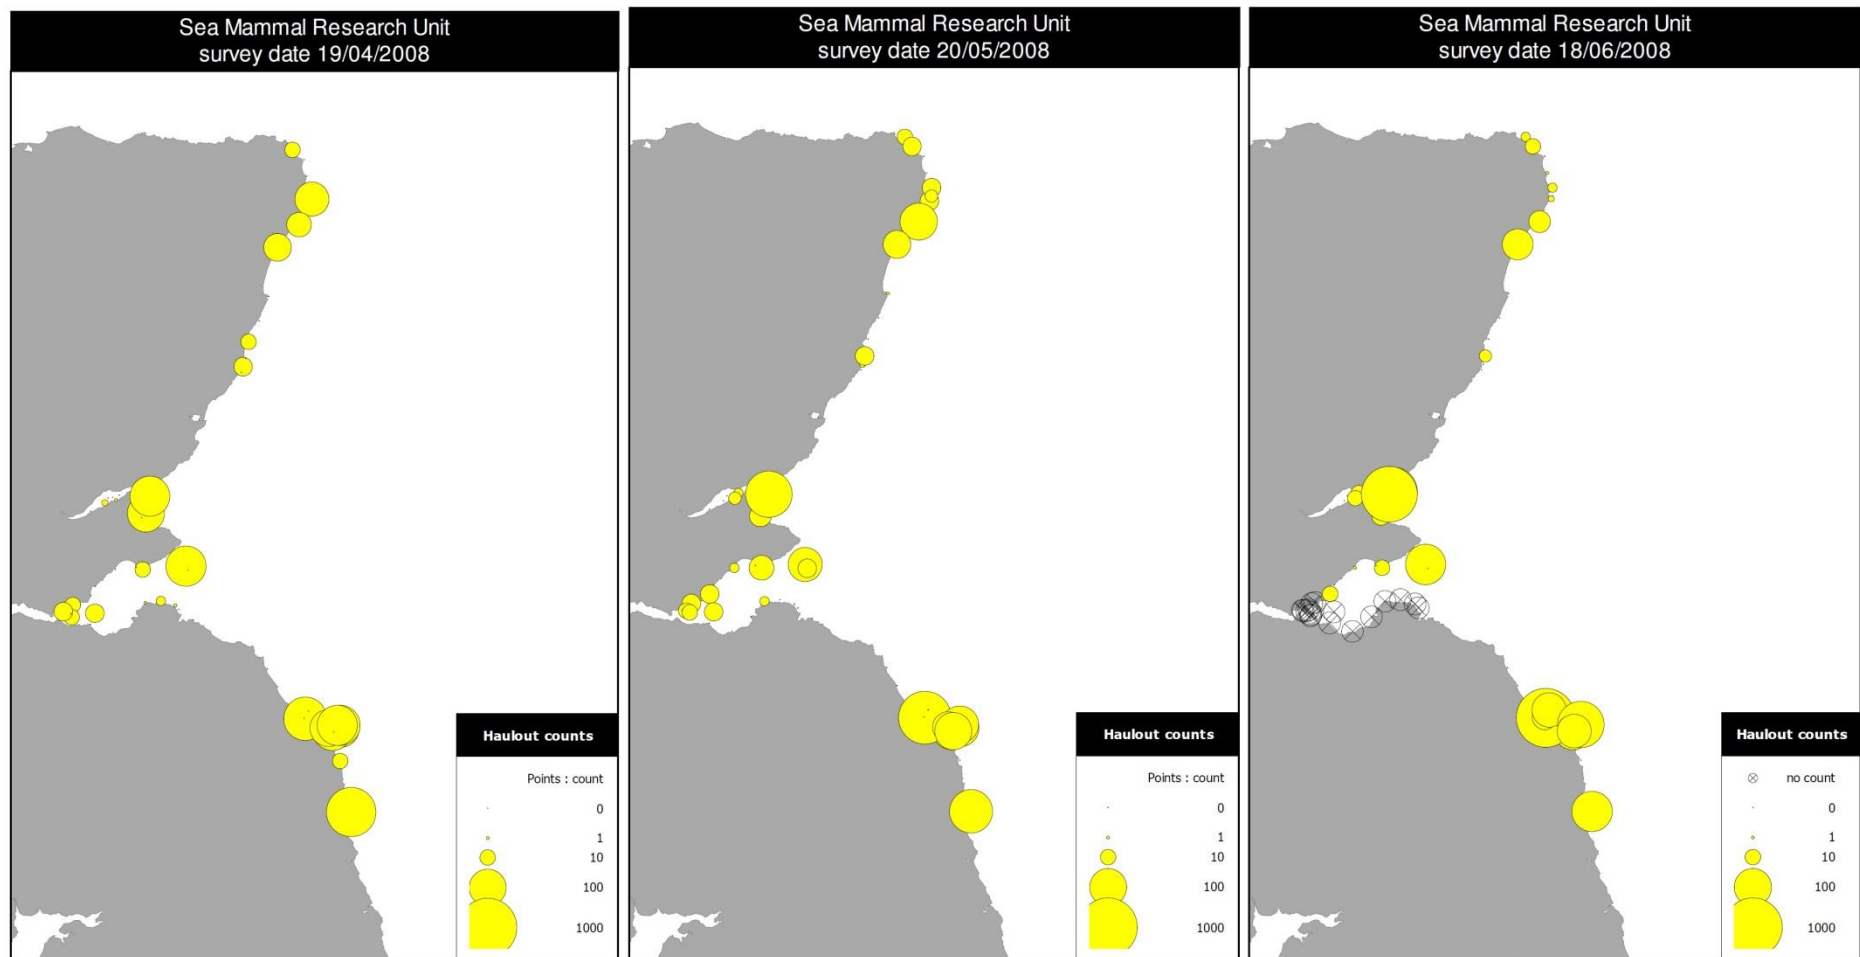 Sea Mammal Research Unit
survey date 19/04/2008
Haulout counts
Points : count
0
1
10
100
1000
Sea Mammal Research Unit
survey date 20/05/2008
Haulout counts
Points : count
0
1
10
100
1000
Sea Mammal Research Unit
survey date 18/06/2008
Haulout counts
no count
0
1
10
100
1000